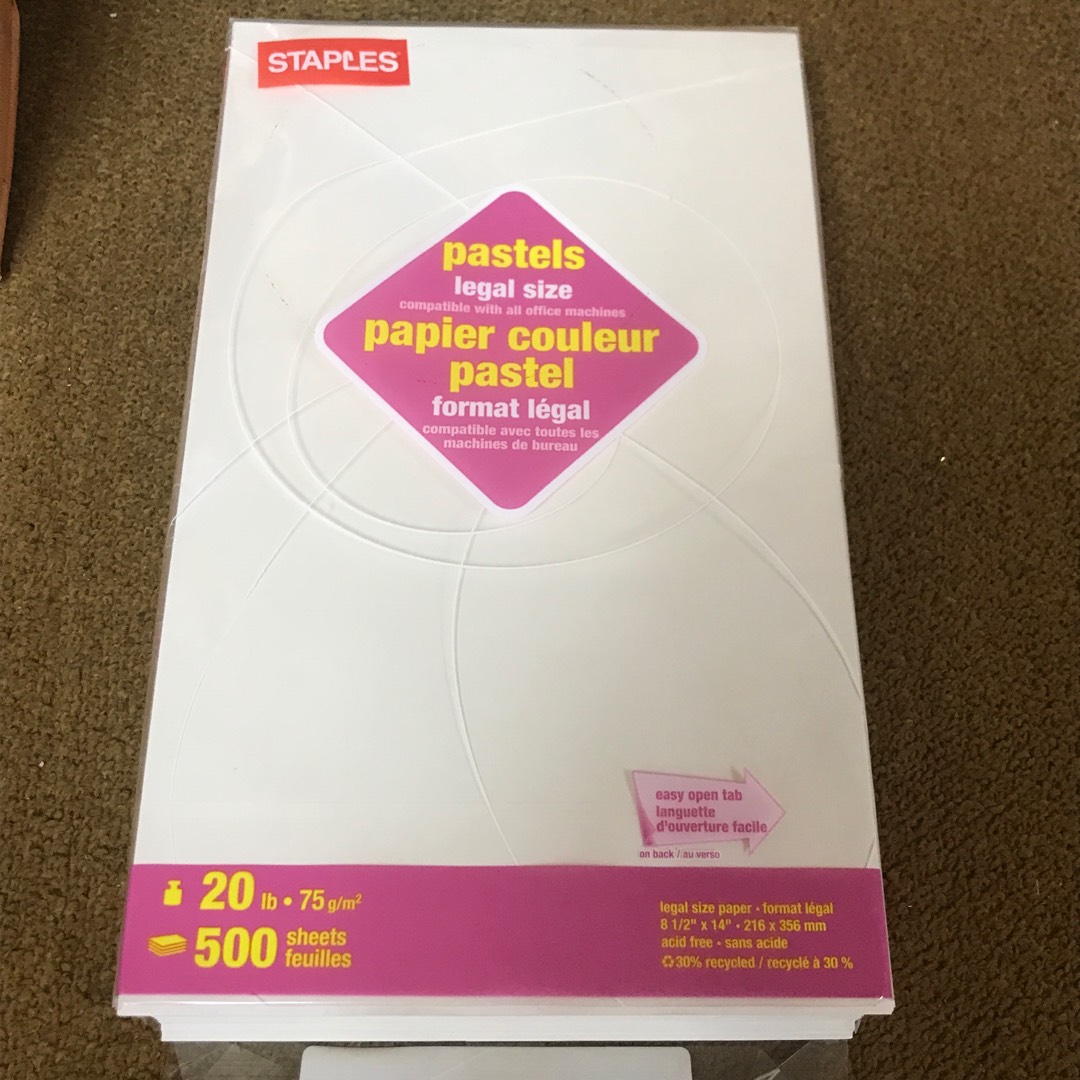 STAPLES
pastels
legal size
compatible with all office machines
papier couleur
pastel
format légal
compatible avec toutes les
machines de bureau
easy open tab
languette
d'ouverture facile
on back / au verso
20 lb • 75 g/m²
500 sheets
feuilles
legal size paper • format légal
8 1/2" x 14" • 216 x 356 mm
acid free • sans acide
♻30% recycled / recyclé à 30 %